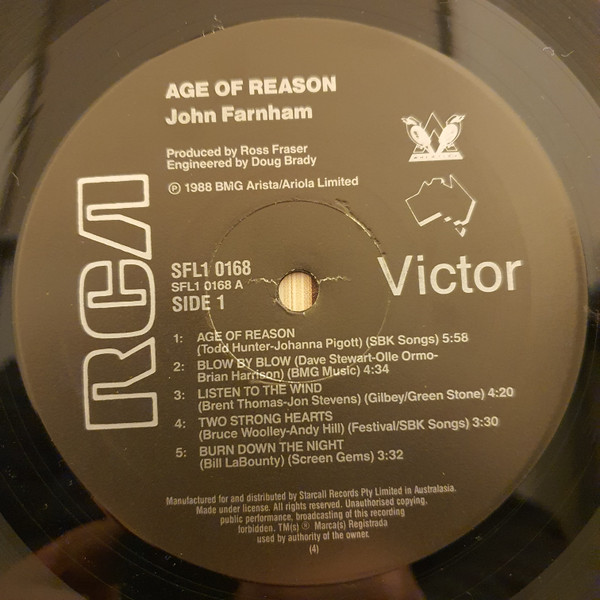 AGE OF REASON
John Farnham
Produced by Ross Fraser
Engineered by Doug Brady
℗ 1988 BMG Arista/Ariola Limited
RCA
SFL1 0168
SFL1 0168 A
SIDE 1
Victor
1: AGE OF REASON
(Todd Hunter-Johanna Pigott) (SBK Songs) 5:58
2: BLOW BY BLOW (Dave Stewart-Olle Ormo-
Brian Harrison) (BMG Music) 4:34
3: LISTEN TO THE WIND
(Brent Thomas-Jon Stevens) (Gilbey/Green Stone) 4:20
4: TWO STRONG HEARTS
(Bruce Woolley-Andy Hill) (Festival/SBK Songs) 3:30
5: BURN DOWN THE NIGHT
(Bill LaBounty) (Screen Gems) 3:32
Manufactured for and distributed by Starcall Records Pty Limited in Australasia.
Made under license. All rights reserved. Unauthorised copying,
public performance, broadcasting of this recording
forbidden. TM(s) ® Marca(s) Registrada
used by authority of the owner.
(4)